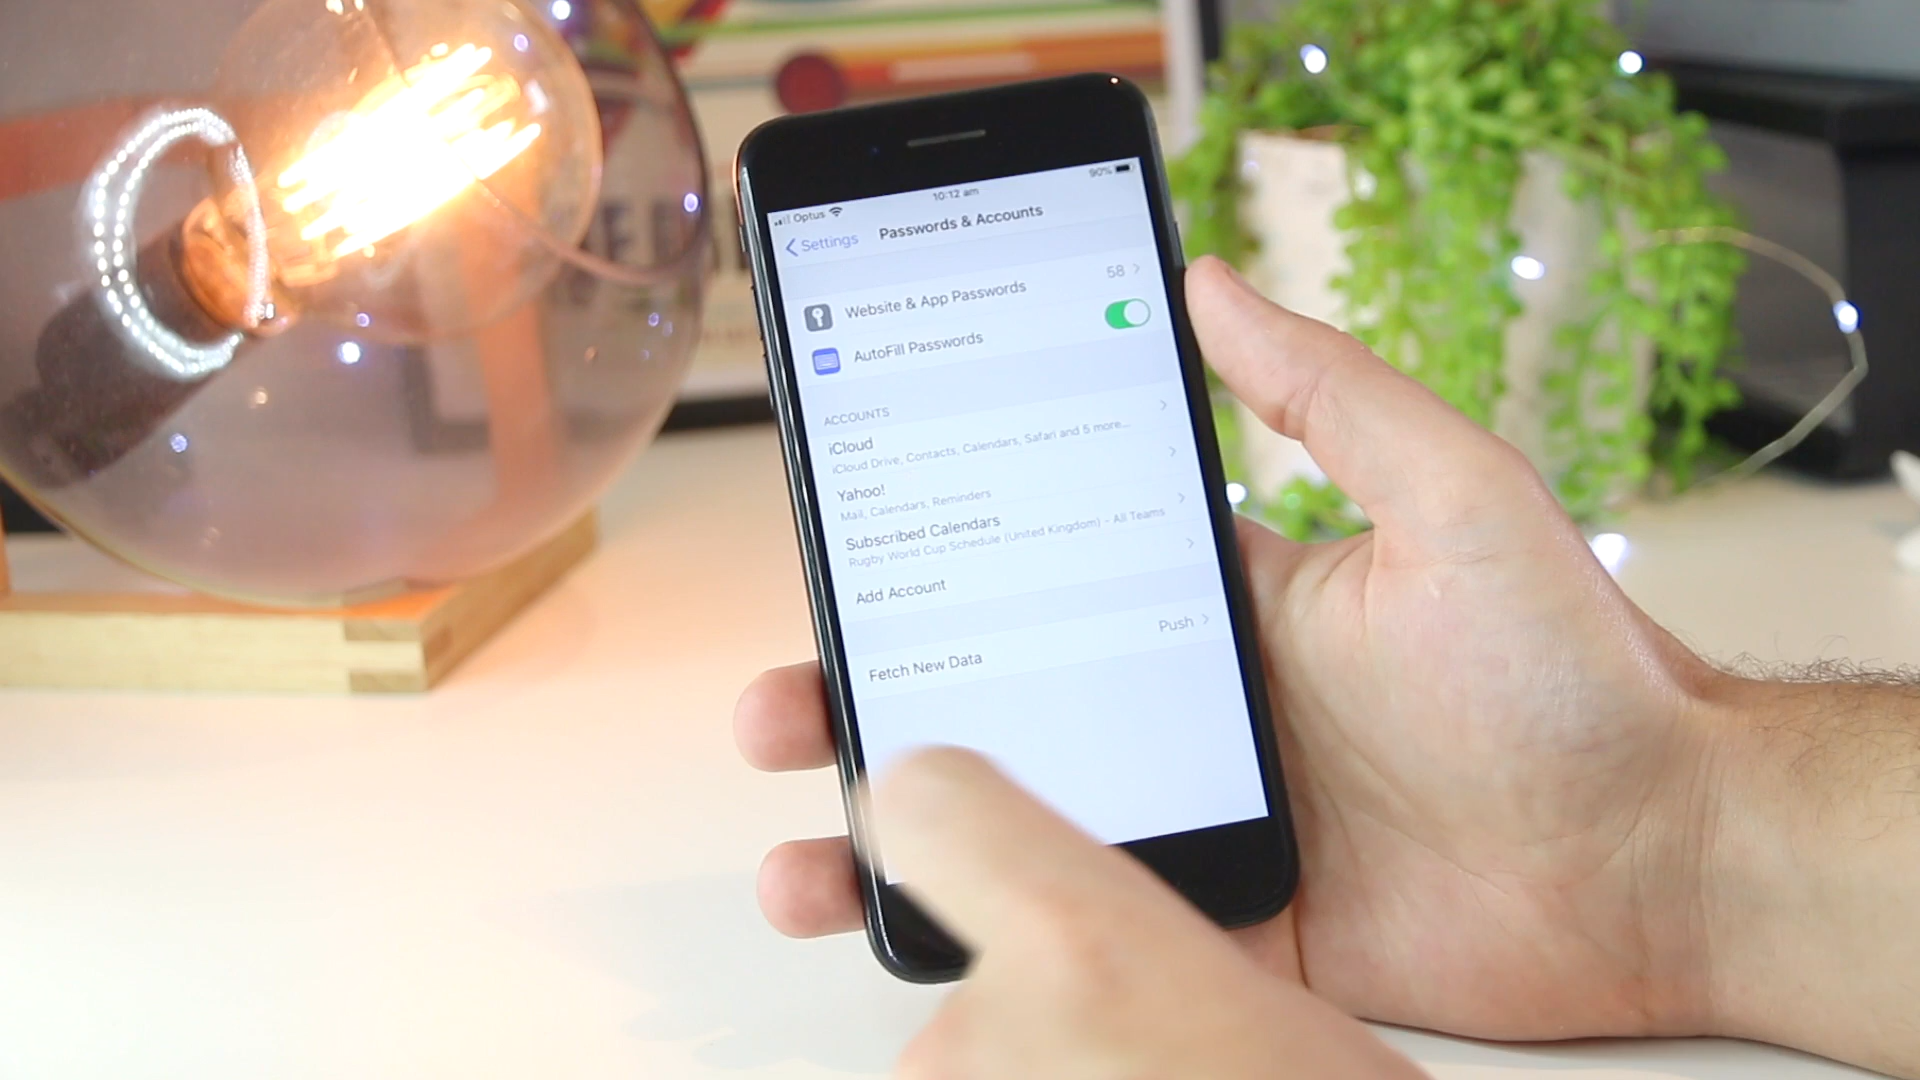 Optus
10:12 am
90%
Settings
Passwords & Accounts
Website & App Passwords
58
AutoFill Passwords
ACCOUNTS
iCloud
iCloud Drive, Contacts, Calendars, Safari and 5 more...
Yahoo!
Mail, Calendars, Reminders
Subscribed Calendars
Rugby World Cup Schedule (United Kingdom) - All Teams
Add Account
Fetch New Data
Push